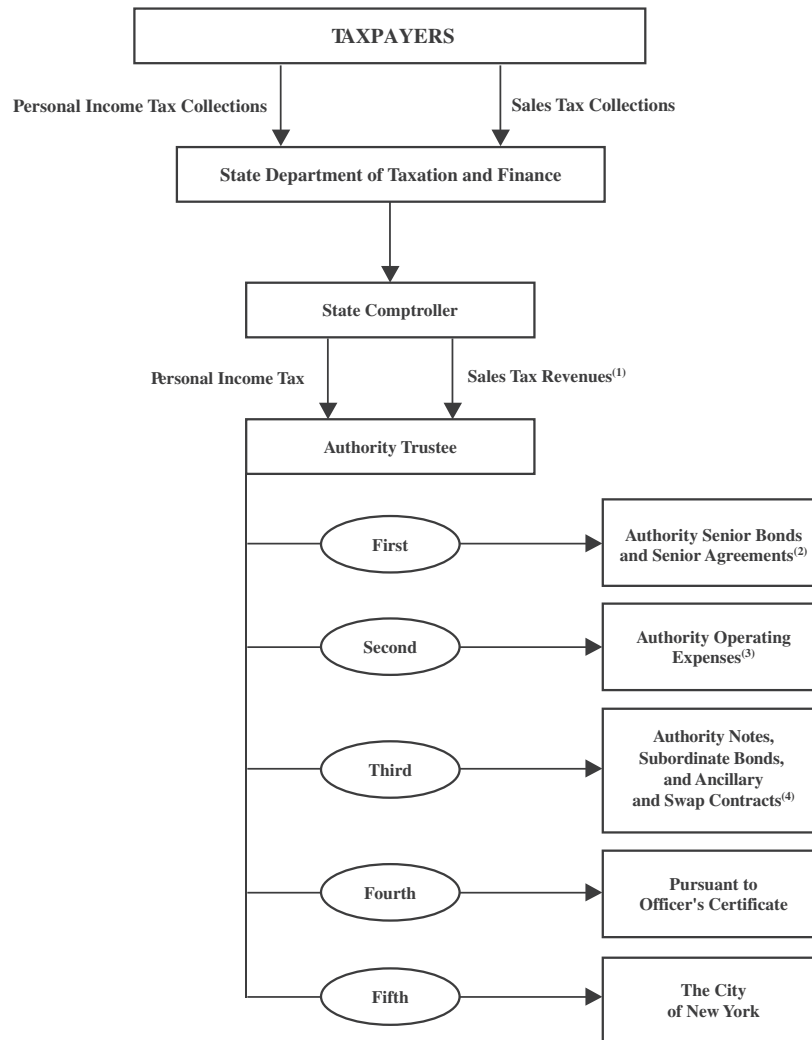 TAXPAYERS
Personal Income Tax Collections
Sales Tax Collections
State Department of Taxation and Finance
State Comptroller
Personal Income Tax
Sales Tax Revenues(1)
Authority Trustee
First
Authority Senior Bonds
and Senior Agreements(2)
Second
Authority Operating
Expenses(3)
Third
Authority Notes,
Subordinate Bonds,
and Ancillary
and Swap Contracts(4)
Fourth
Pursuant to
Officer's Certificate
Fifth
The City
of New York